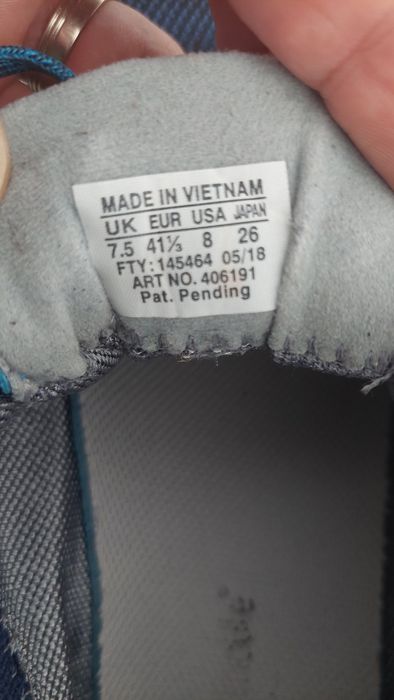 MADE IN VIETNAM
UK EUR USA JAPAN
7.5 41⅓ 8 26
FTY: 145464 05/18
ART NO. 406191
Pat. Pending